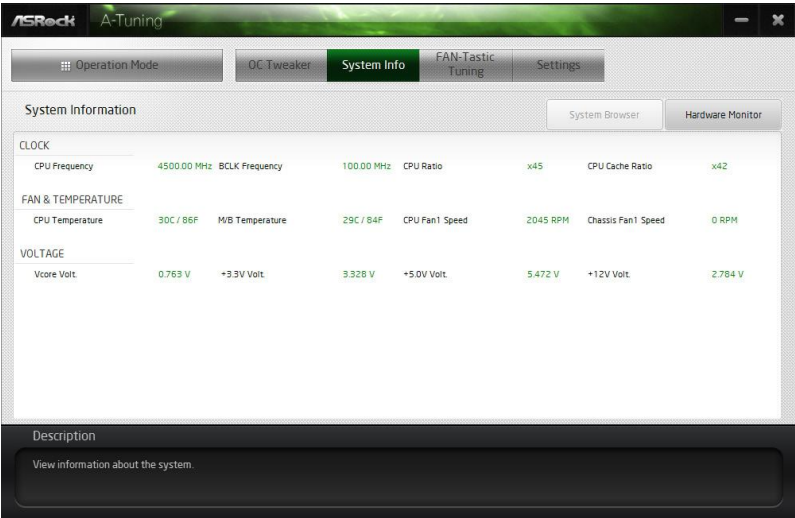 ASRock A-Tuning
Operation Mode OC Tweaker System Info FAN-Tastic Tuning Settings
System Information System Browser Hardware Monitor
CLOCK
CPU Frequency 4500.00 MHz BCLK Frequency 100.00 MHz CPU Ratio x45 CPU Cache Ratio x42
FAN & TEMPERATURE
CPU Temperature 30C / 86F M/B Temperature 29C / 84F CPU Fan1 Speed 2045 RPM Chassis Fan1 Speed 0 RPM
VOLTAGE
Vcore Volt. 0.763 V +3.3V Volt. 3.328 V +5.0V Volt. 5.472 V +12V Volt. 2.784 V
Description
View information about the system.